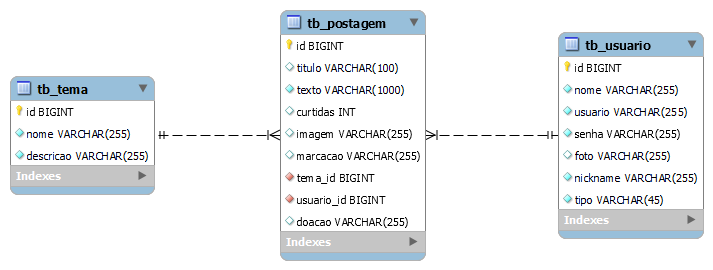 tb_tema
id BIGINT
nome VARCHAR(255)
descricao VARCHAR(255)
Indexes
tb_postagem
id BIGINT
titulo VARCHAR(100)
texto VARCHAR(1000)
curtidas INT
imagem VARCHAR(255)
marcacao VARCHAR(255)
tema_id BIGINT
usuario_id BIGINT
doacao VARCHAR(255)
Indexes
tb_usuario
id BIGINT
nome VARCHAR(255)
usuario VARCHAR(255)
senha VARCHAR(255)
foto VARCHAR(255)
nickname VARCHAR(255)
tipo VARCHAR(45)
Indexes